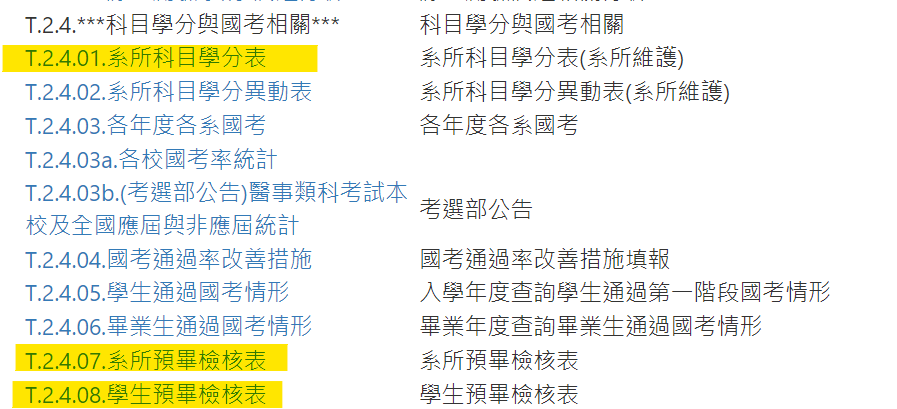 T.2.4.***科目學分與國考相關*** 科目學分與國考相關
T.2.4.01.系所科目學分表 系所科目學分表(系所維護)
T.2.4.02.系所科目學分異動表 系所科目學分異動表(系所維護)
T.2.4.03.各年度各系國考 各年度各系國考
T.2.4.03a.各校國考率統計
T.2.4.03b.(考選部公告)醫事類科考試本
校及全國應屆與非應屆統計
考選部公告
T.2.4.04.國考通過率改善措施 國考通過率改善措施填報
T.2.4.05.學生通過國考情形 入學年度查詢學生通過第一階段國考情形
T.2.4.06.畢業生通過國考情形 畢業年度查詢畢業生通過國考情形
T.2.4.07.系所預畢檢核表 系所預畢檢核表
T.2.4.08.學生預畢檢核表 學生預畢檢核表